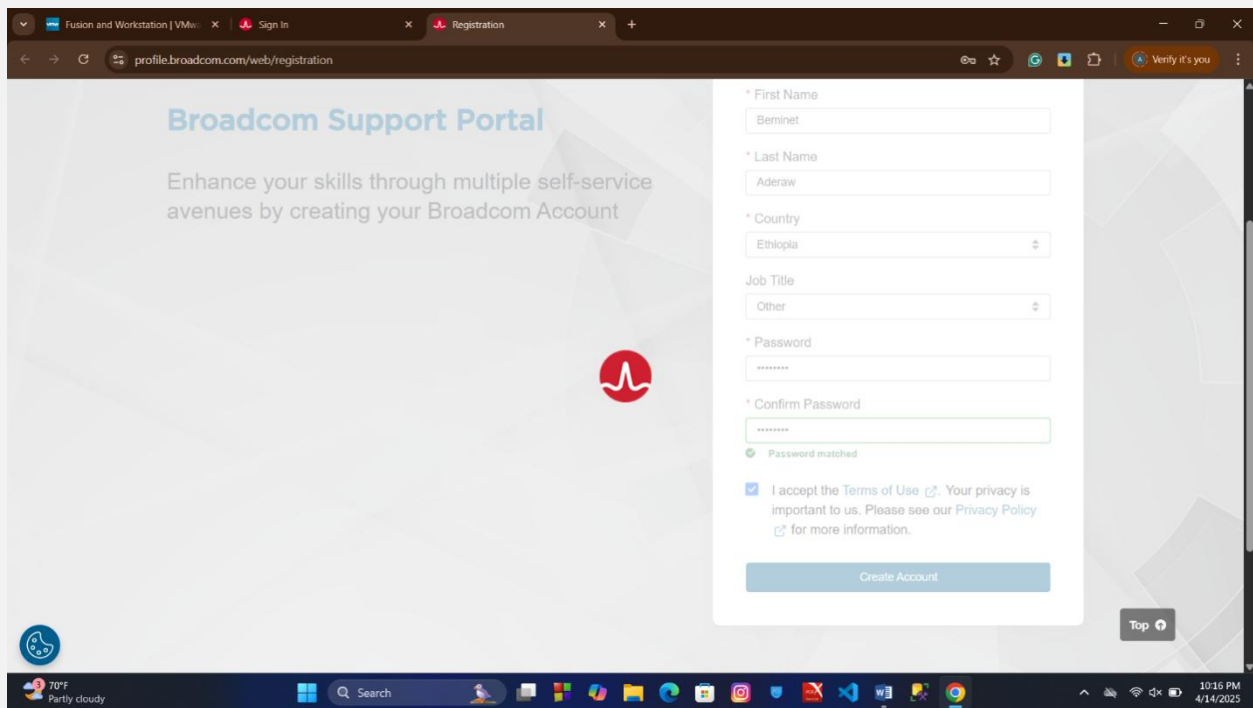 Fusion and Workstation | VMwa
Sign In
Registration
profile.broadcom.com/web/registration
Verify it's you
Broadcom Support Portal
Enhance your skills through multiple self-service
avenues by creating your Broadcom Account
* First Name
Beminet
* Last Name
Aderaw
* Country
Ethiopia
Job Title
Other
* Password
••••••••
* Confirm Password
••••••••
Password matched
I accept the Terms of Use. Your privacy is
important to us. Please see our Privacy Policy
for more information.
Create Account
Top
3
70°F
Partly cloudy
Search
10:16 PM
4/14/2025